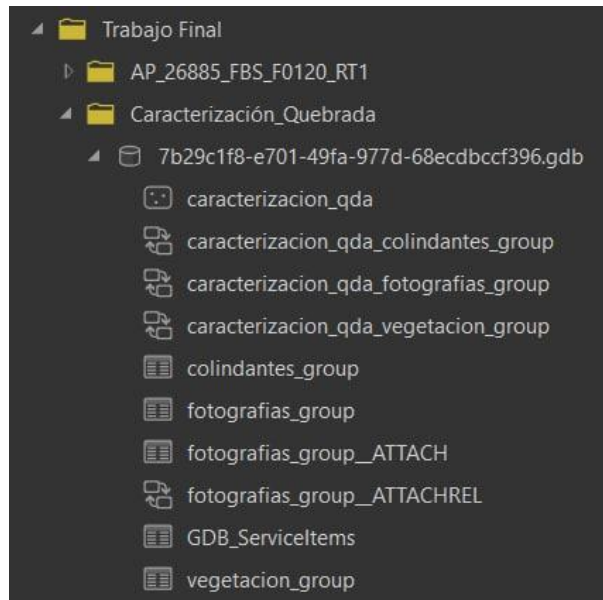 Trabajo Final
AP_26885_FBS_F0120_RT1
Caracterización_Quebrada
7b29c1f8-e701-49fa-977d-68ecdbccf396.gdb
caracterizacion_qda
caracterizacion_qda_colindantes_group
caracterizacion_qda_fotografias_group
caracterizacion_qda_vegetacion_group
colindantes_group
fotografias_group
fotografias_group__ATTACH
fotografias_group__ATTACHREL
GDB_ServiceItems
vegetacion_group